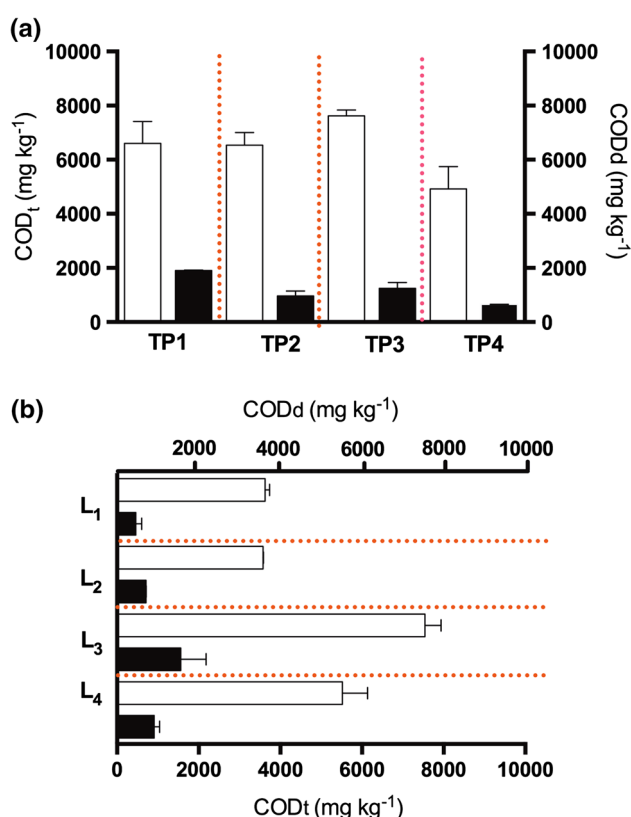 (a)
10000 10000
8000 8000
6000 6000
4000 4000
2000 2000
0 0
COD_t (mg kg⁻¹)
CODd (mg kg⁻¹)
TP1 TP2 TP3 TP4
(b)
CODd (mg kg⁻¹)
2000 4000 6000 8000 10000
L₁
L₂
L₃
L₄
0 2000 4000 6000 8000 10000
CODt (mg kg⁻¹)